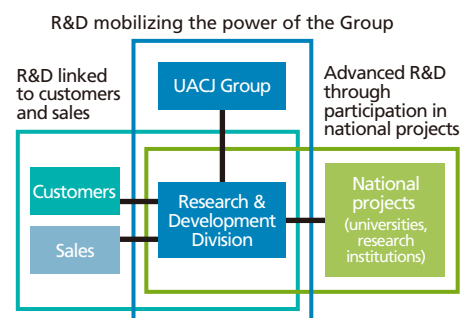 R&D mobilizing the power of the Group
R&D linked
to customers
and sales
UACJ Group
Advanced R&D
through
participation in
national projects
Customers
Sales
Research &
Development
Division
National
projects
(universities,
research
institutions)